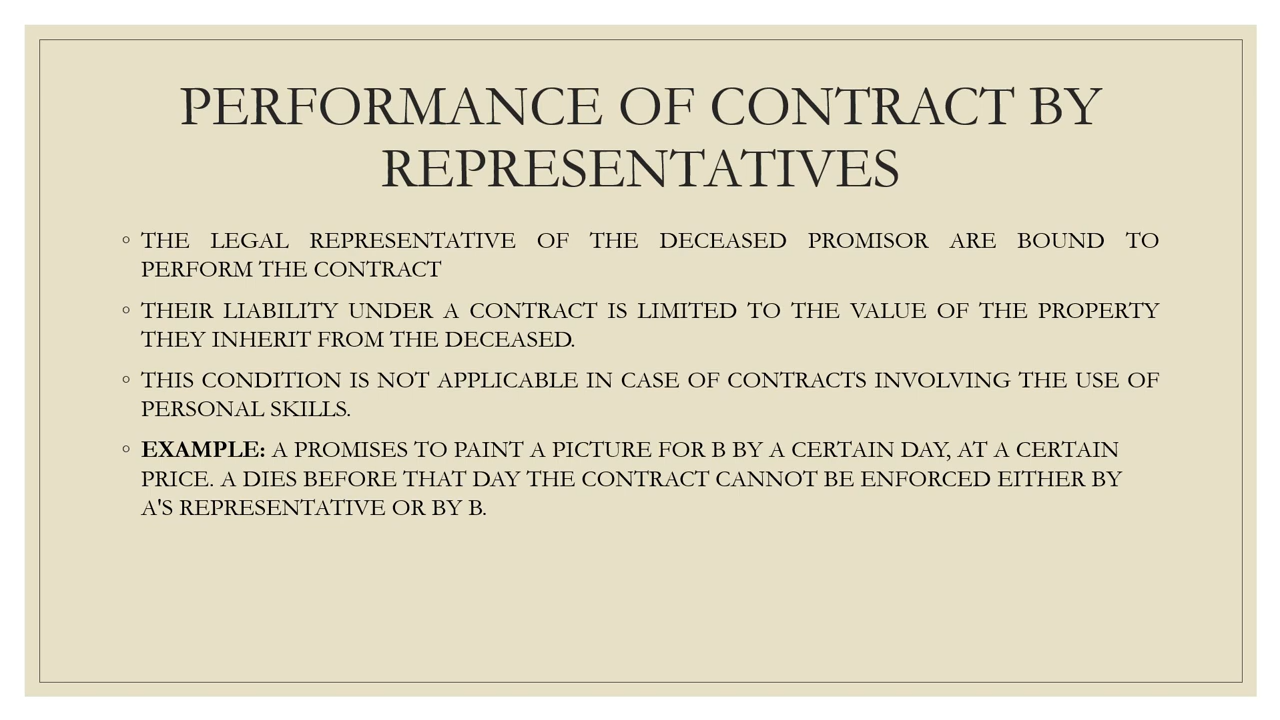 PERFORMANCE OF CONTRACT BY
REPRESENTATIVES
◦ THE LEGAL REPRESENTATIVE OF THE DECEASED PROMISOR ARE BOUND TO
PERFORM THE CONTRACT
◦ THEIR LIABILITY UNDER A CONTRACT IS LIMITED TO THE VALUE OF THE PROPERTY
THEY INHERIT FROM THE DECEASED.
◦ THIS CONDITION IS NOT APPLICABLE IN CASE OF CONTRACTS INVOLVING THE USE OF
PERSONAL SKILLS.
◦ EXAMPLE: A PROMISES TO PAINT A PICTURE FOR B BY A CERTAIN DAY, AT A CERTAIN
PRICE. A DIES BEFORE THAT DAY THE CONTRACT CANNOT BE ENFORCED EITHER BY
A'S REPRESENTATIVE OR BY B.